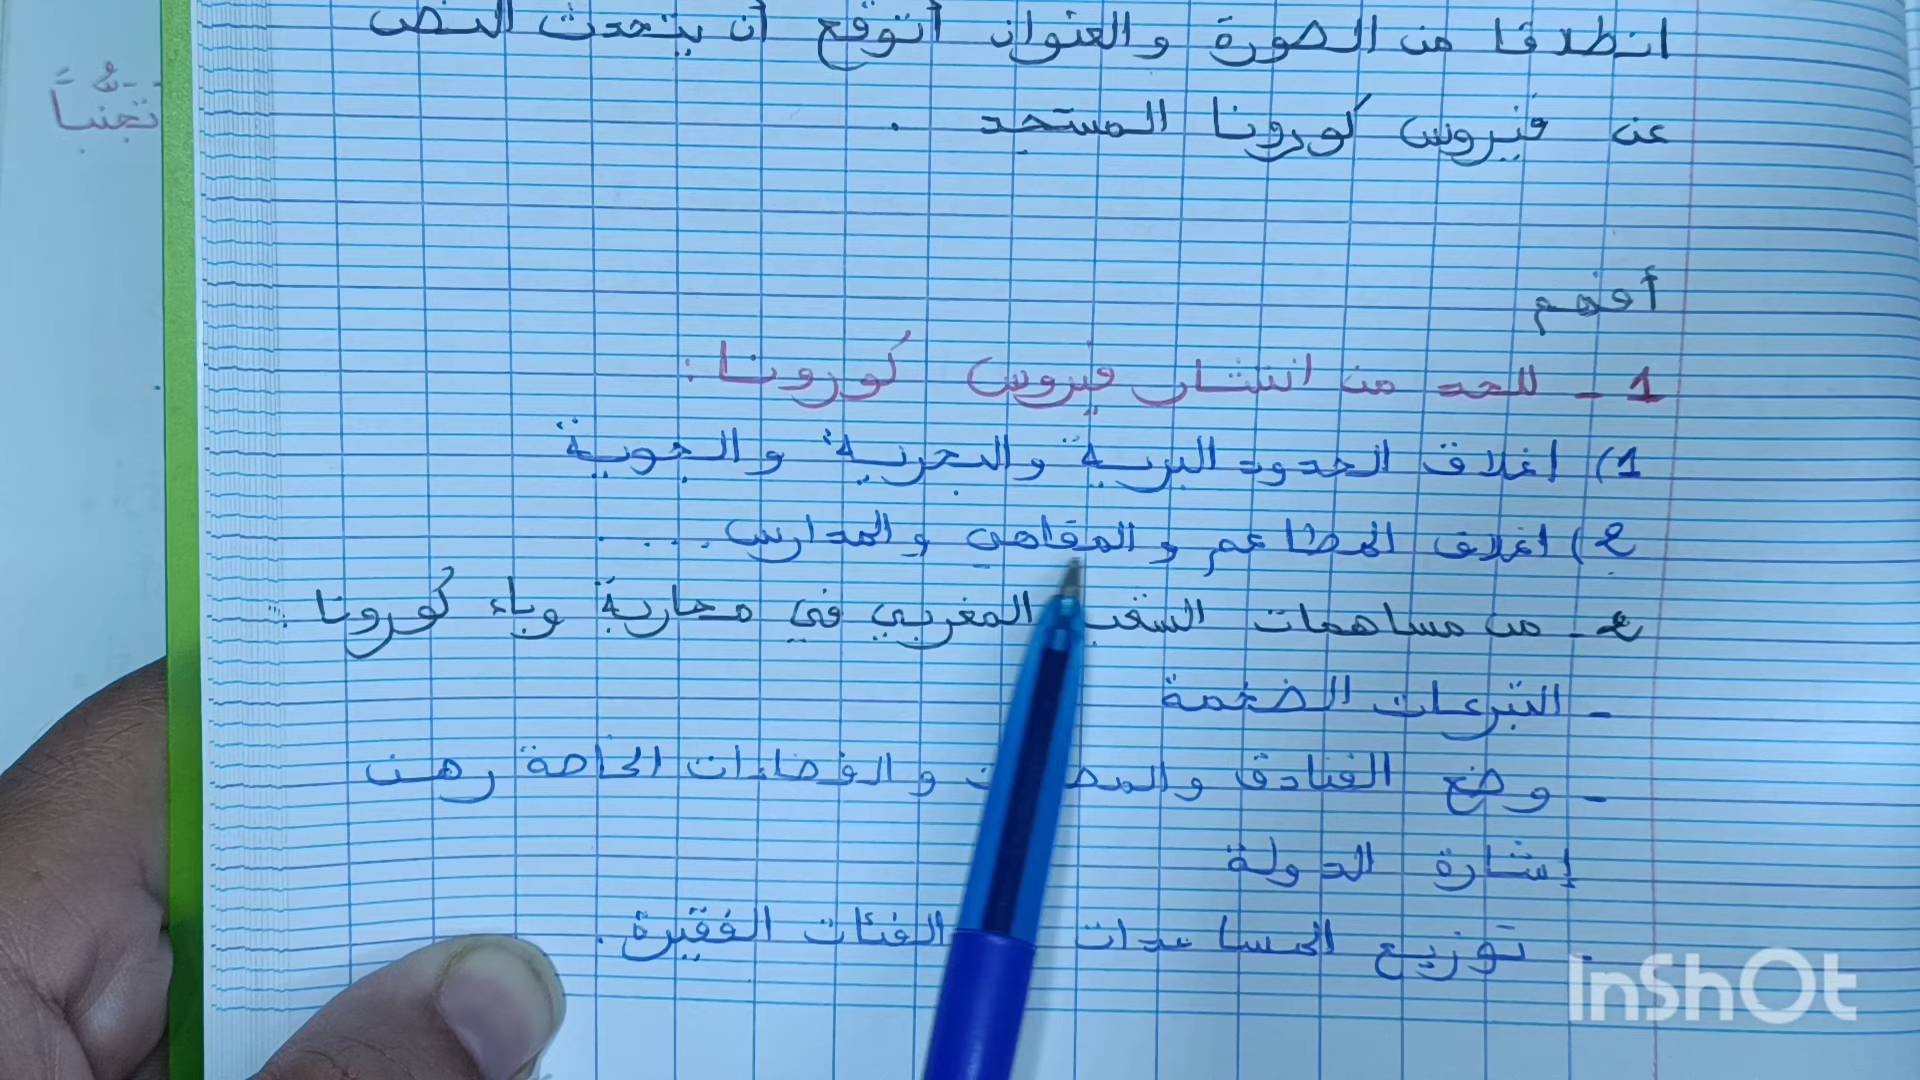 انطلاقا من الصورة والعنوان أتوقع أن يتحدث النص
عن فيروس كورونا المستجد .
تجنباً
أفهم
1 - للحد من انتشار فيروس كورونا :
1) اغلاق الحدود البرية والبحرية والجوية
2) اغلاق المطاعم والمقاهي والمدارس ....
2 - من مساهمات الشعب المغربي في محاربة وباء كورونا :
- التبرعات الضخمة
- وضع الفنادق و والفضاءات الخاصة رهن
إشارة الدولة
- توزيع المساعدات الفئات الفقيرة .
InShOt